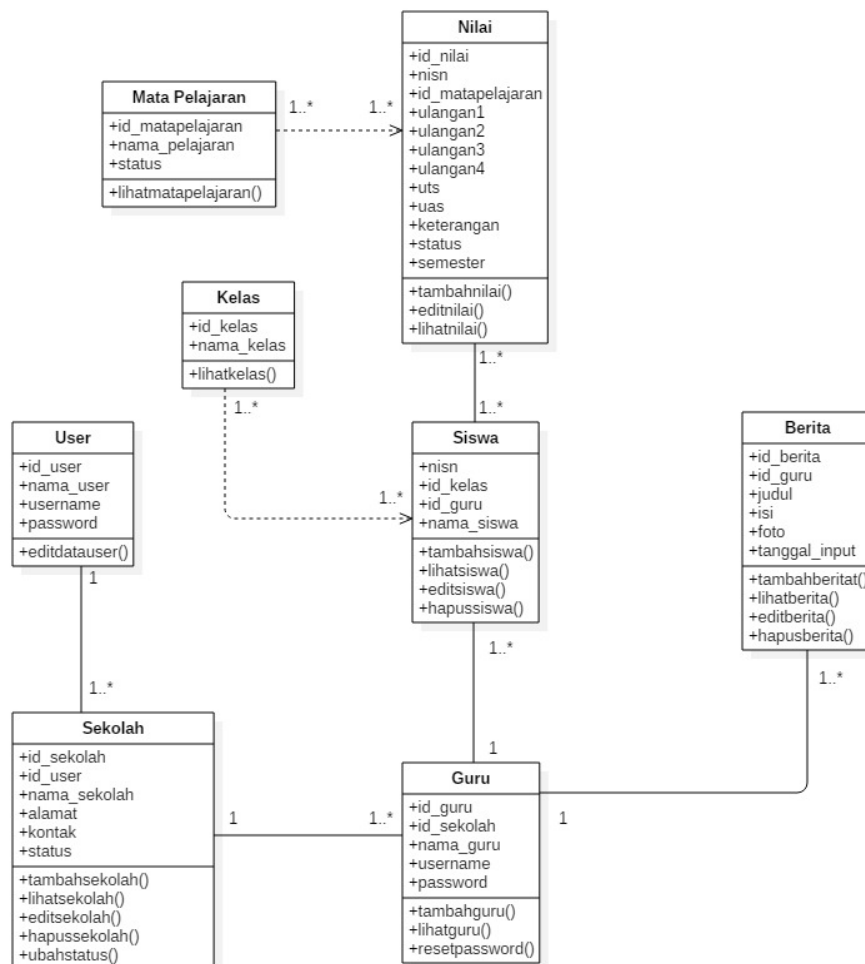 Nilai
+id_nilai
+nisn
+id_matapelajaran
+ulangan1
+ulangan2
+ulangan3
+ulangan4
+uts
+uas
+keterangan
+status
+semester
+tambahnilai()
+editnilai()
+lihatnilai()
Mata Pelajaran
+id_matapelajaran
+nama_pelajaran
+status
+lihatmatapelajaran()
1..*
1..*
Kelas
+id_kelas
+nama_kelas
+lihatkelas()
1..*
1..*
1..*
1..*
User
+id_user
+nama_user
+username
+password
+editdatauser()
1
Siswa
+nisn
+id_kelas
+id_guru
+nama_siswa
+tambahsiswa()
+lihatsiswa()
+editsiswa()
+hapussiswa()
1..*
Berita
+id_berita
+id_guru
+judul
+isi
+foto
+tanggal_input
+tambahberitat()
+lihatberita()
+editberita()
+hapusberita()
1..*
1..*
Sekolah
+id_sekolah
+id_user
+nama_sekolah
+alamat
+kontak
+status
+tambahsekolah()
+lihatsekolah()
+editsekolah()
+hapussekolah()
+ubahstatus()
1
1..*
1
Guru
+id_guru
+id_sekolah
+nama_guru
+username
+password
+tambahguru()
+lihatguru()
+resetpassword()
1